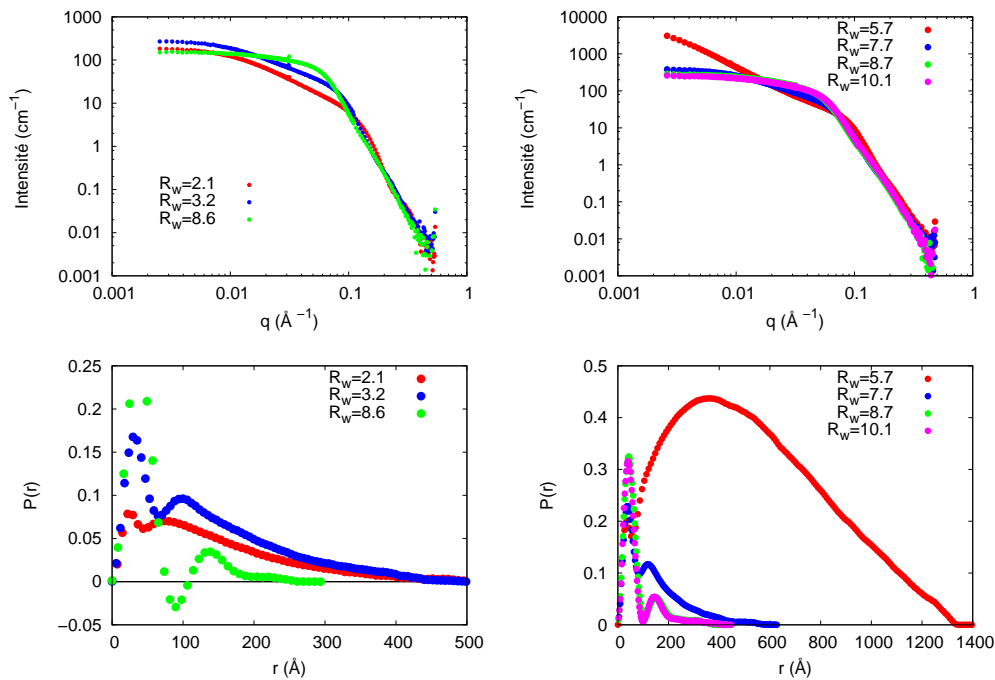 1000
100
10
1
0.1
0.01
0.001
0.001 0.01 0.1 1
Intensité (cm⁻¹)
q (Å ⁻¹)
R_w=2.1
R_w=3.2
R_w=8.6
10000
1000
100
10
1
0.1
0.01
0.001
0.001 0.01 0.1 1
Intensité (cm⁻¹)
q (Å ⁻¹)
R_w=5.7
R_w=7.7
R_w=8.7
R_w=10.1
0.25
0.2
0.15
0.1
0.05
0
−0.05
0 100 200 300 400 500
P(r)
r (Å)
R_w=2.1
R_w=3.2
R_w=8.6
0.5
0.4
0.3
0.2
0.1
0
0 200 400 600 800 1000 1200 1400
P(r)
r (Å)
R_w=5.7
R_w=7.7
R_w=8.7
R_w=10.1